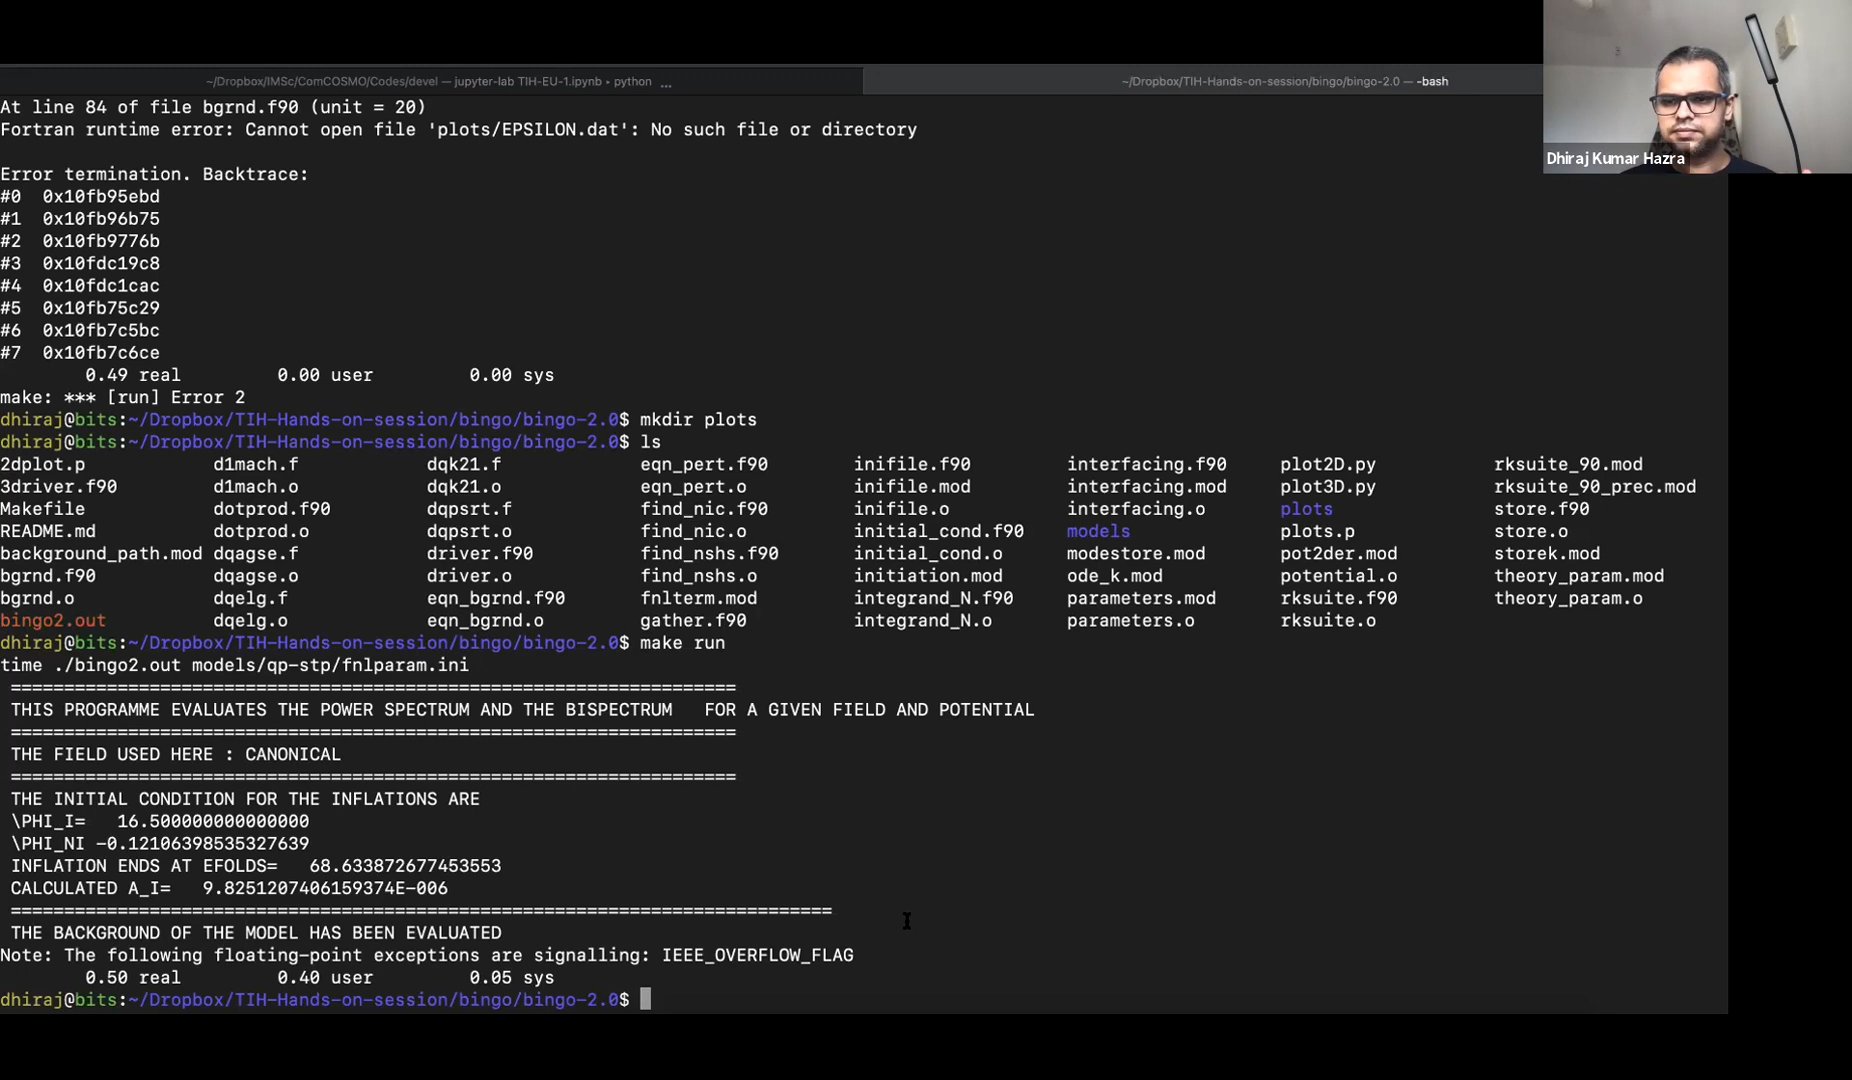 ~/Dropbox/IMSc/ComCOSMO/Codes/devel — jupyter-lab TIH-EU-1.ipynb ▸ python ...
~/Dropbox/TIH-Hands-on-session/bingo/bingo-2.0 — -bash
Dhiraj Kumar Hazra
At line 84 of file bgrnd.f90 (unit = 20)
Fortran runtime error: Cannot open file 'plots/EPSILON.dat': No such file or directory
Error termination. Backtrace:
#0 0x10fb95ebd
#1 0x10fb96b75
#2 0x10fb9776b
#3 0x10fdc19c8
#4 0x10fdc1cac
#5 0x10fb75c29
#6 0x10fb7c5bc
#7 0x10fb7c6ce
0.49 real 0.00 user 0.00 sys
make: *** [run] Error 2
dhiraj@bits:~/Dropbox/TIH-Hands-on-session/bingo/bingo-2.0$ mkdir plots
dhiraj@bits:~/Dropbox/TIH-Hands-on-session/bingo/bingo-2.0$ ls
2dplot.p d1mach.f dqk21.f eqn_pert.f90 inifile.f90 interfacing.f90 plot2D.py rksuite_90.mod
3driver.f90 d1mach.o dqk21.o eqn_pert.o inifile.mod interfacing.mod plot3D.py rksuite_90_prec.mod
Makefile dotprod.f90 dqpsrt.f find_nic.f90 inifile.o interfacing.o plots store.f90
README.md dotprod.o dqpsrt.o find_nic.o initial_cond.f90 models plots.p store.o
background_path.mod dqagse.f driver.f90 find_nshs.f90 initial_cond.o modestore.mod pot2der.mod storek.mod
bgrnd.f90 dqagse.o driver.o find_nshs.o initiation.mod ode_k.mod potential.o theory_param.mod
bgrnd.o dqelg.f eqn_bgrnd.f90 fnlterm.mod integrand_N.f90 parameters.mod rksuite.f90 theory_param.o
bingo2.out dqelg.o eqn_bgrnd.o gather.f90 integrand_N.o parameters.o rksuite.o
dhiraj@bits:~/Dropbox/TIH-Hands-on-session/bingo/bingo-2.0$ make run
time ./bingo2.out models/qp-stp/fnlparam.ini
====================================================================
THIS PROGRAMME EVALUATES THE POWER SPECTRUM AND THE BISPECTRUM FOR A GIVEN FIELD AND POTENTIAL
====================================================================
THE FIELD USED HERE : CANONICAL
====================================================================
THE INITIAL CONDITION FOR THE INFLATIONS ARE
\PHI_I= 16.500000000000000
\PHI_NI -0.12106398535327639
INFLATION ENDS AT EFOLDS= 68.633872677453553
CALCULATED A_I= 9.8251207406159374E-006
=============================================================================
THE BACKGROUND OF THE MODEL HAS BEEN EVALUATED
Note: The following floating-point exceptions are signalling: IEEE_OVERFLOW_FLAG
0.50 real 0.40 user 0.05 sys
dhiraj@bits:~/Dropbox/TIH-Hands-on-session/bingo/bingo-2.0$